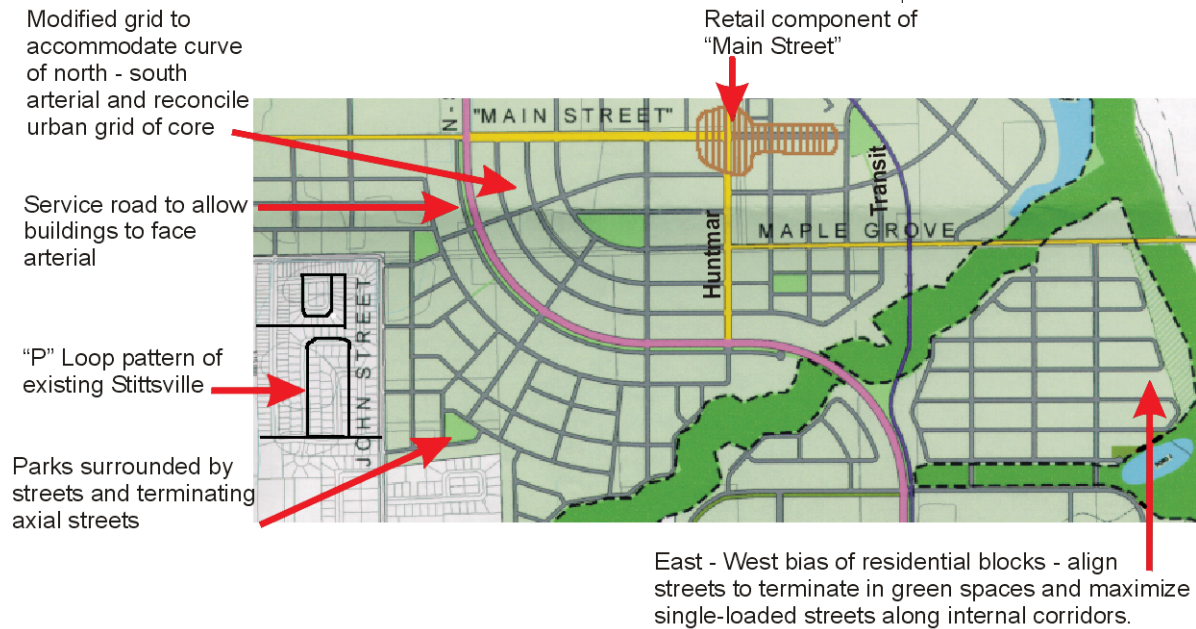 Modified grid to
accommodate curve
of north - south
arterial and reconcile
urban grid of core
Retail component of
“Main Street”
N - S
"MAIN STREET"
Service road to allow
buildings to face
arterial
Transit
Huntmar
MAPLE GROVE
“P” Loop pattern of
existing Stittsville
JOHN STREET
Parks surrounded by
streets and terminating
axial streets
East - West bias of residential blocks - align
streets to terminate in green spaces and maximize
single-loaded streets along internal corridors.